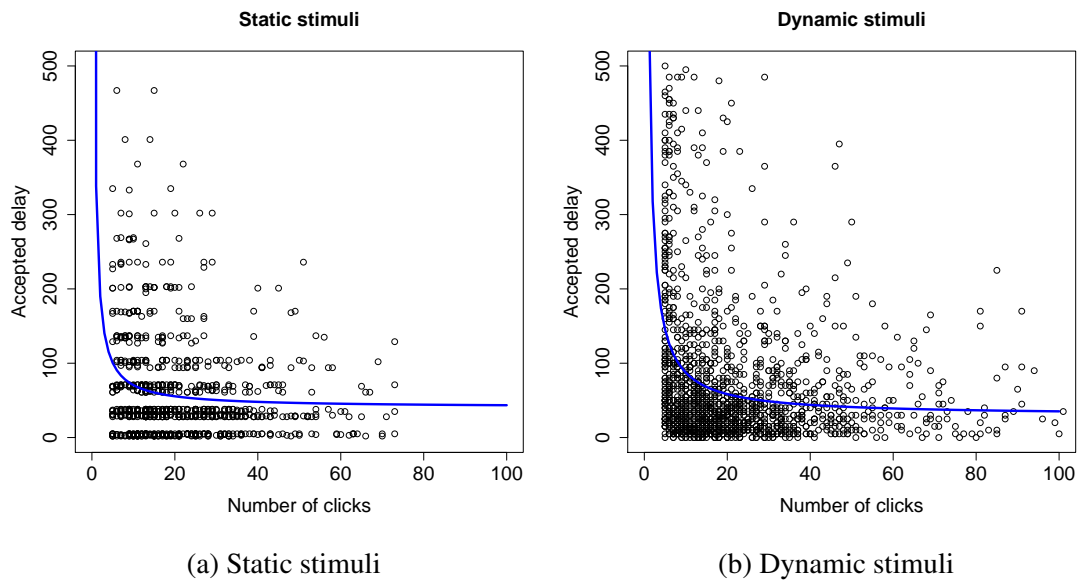 Static stimuli
Accepted delay
500
400
300
200
100
0
0 20 40 60 80 100
Number of clicks
(a) Static stimuli
Dynamic stimuli
Accepted delay
500
400
300
200
100
0
0 20 40 60 80 100
Number of clicks
(b) Dynamic stimuli